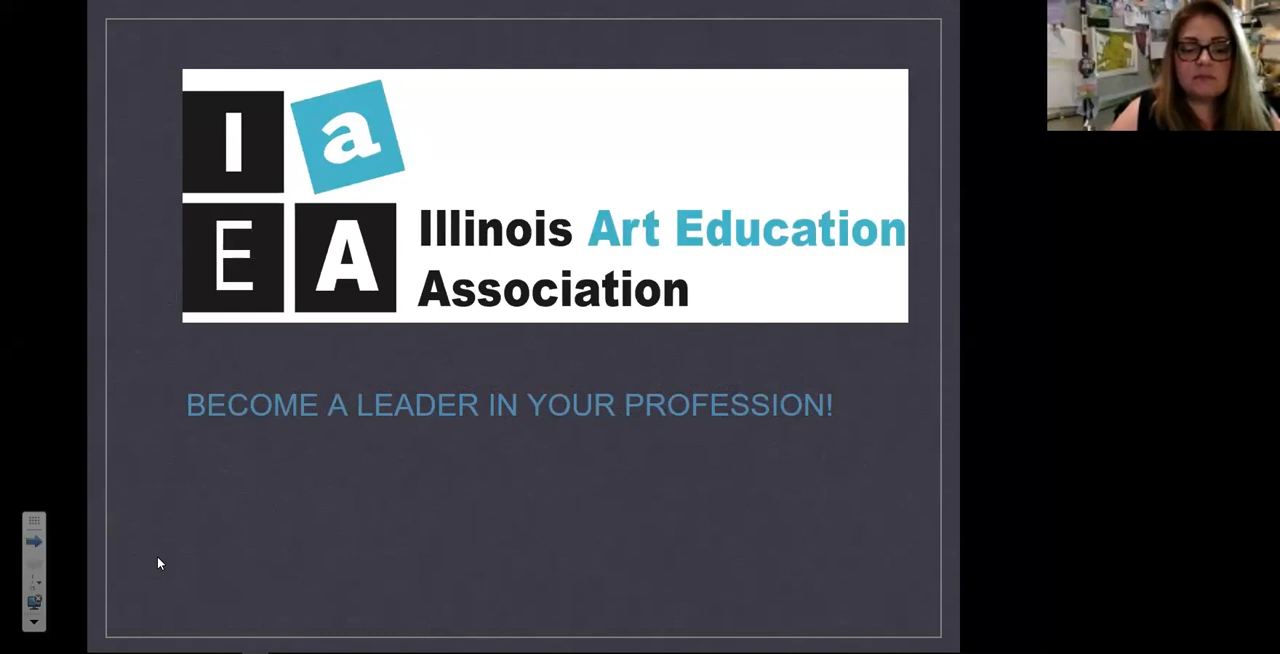 I a
E A
Illinois Art Education
Association
BECOME A LEADER IN YOUR PROFESSION!